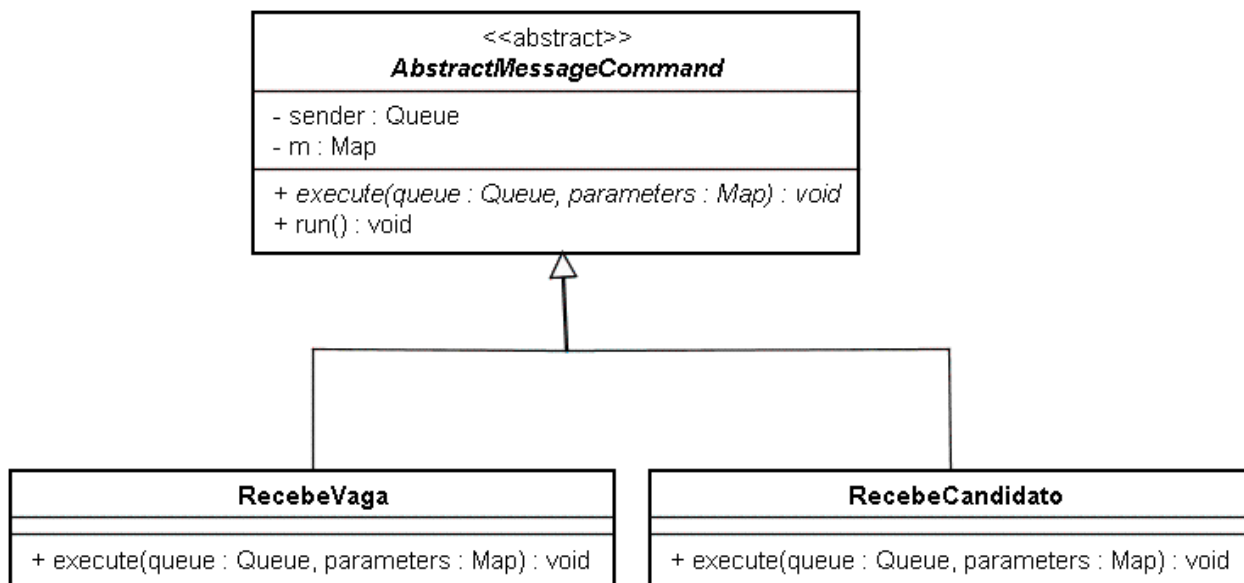 <<abstract>>
AbstractMessageCommand
- sender : Queue
- m : Map
+ execute(queue : Queue, parameters : Map) : void
+ run() : void
RecebeVaga
+ execute(queue : Queue, parameters : Map) : void
RecebeCandidato
+ execute(queue : Queue, parameters : Map) : void